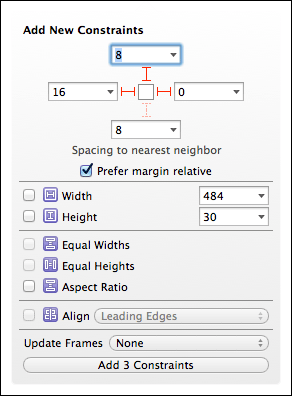 Add New Constraints
8
16 0
8
Spacing to nearest neighbor
Prefer margin relative
Width 484
Height 30
Equal Widths
Equal Heights
Aspect Ratio
Align Leading Edges
Update Frames None
Add 3 Constraints